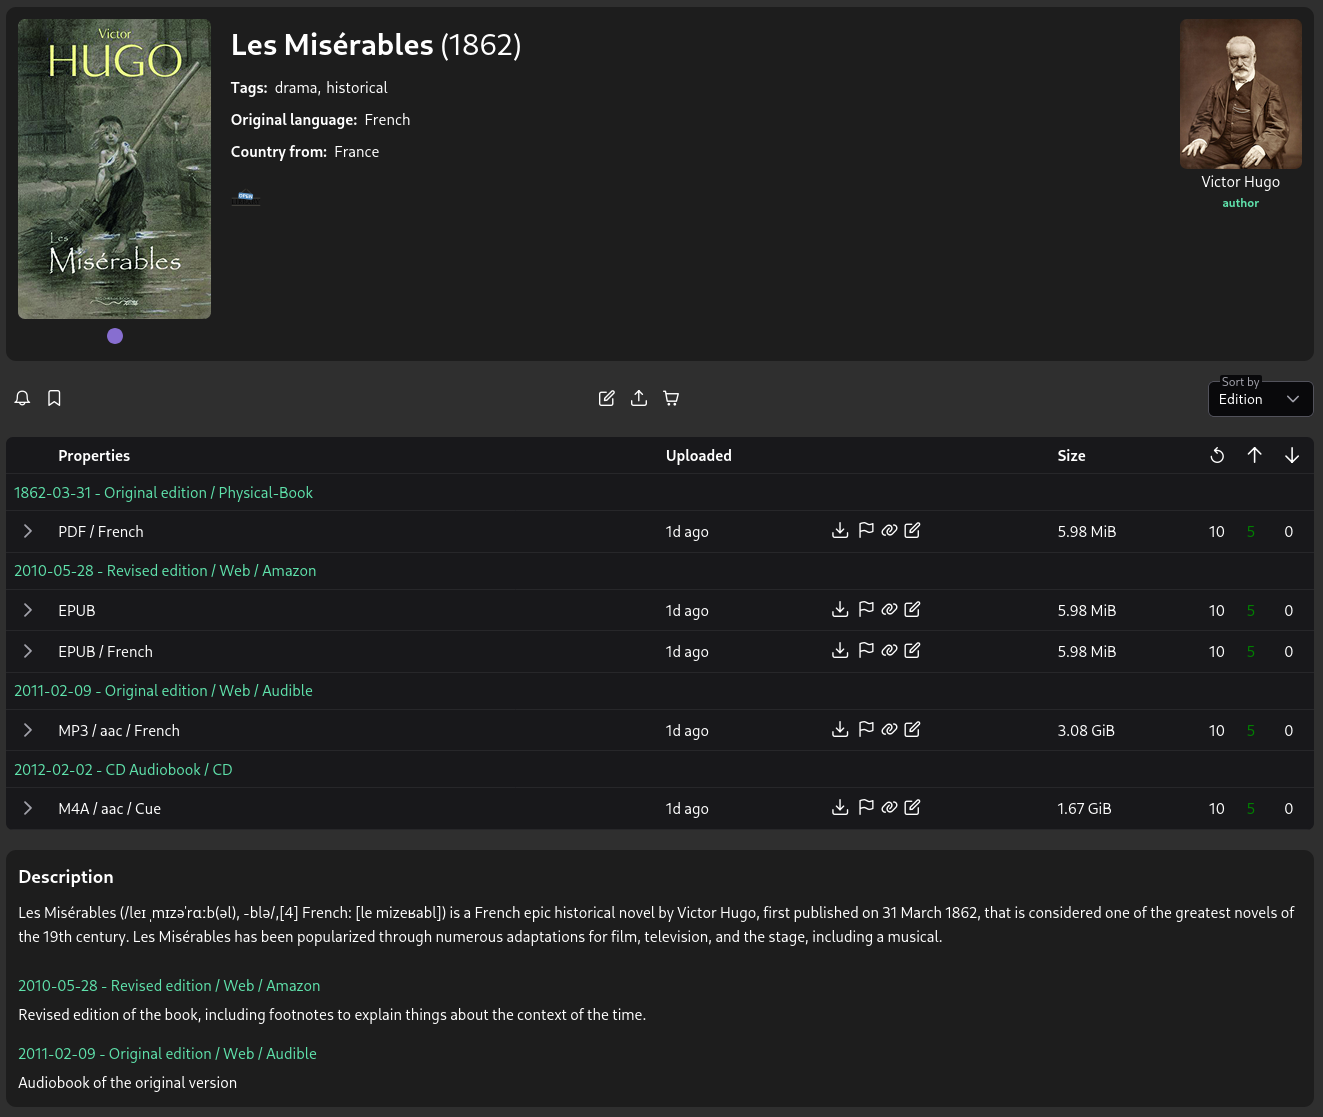 Victor
HUGO
Les
Misérables
Les Misérables (1862)
Tags: drama, historical
Original language: French
Country from: France
OPEN
Victor Hugo
author
Sort by
Edition
Properties Uploaded Size
1862-03-31 - Original edition / Physical-Book
PDF / French 1d ago 5.98 MiB 10 5 0
2010-05-28 - Revised edition / Web / Amazon
EPUB 1d ago 5.98 MiB 10 5 0
EPUB / French 1d ago 5.98 MiB 10 5 0
2011-02-09 - Original edition / Web / Audible
MP3 / aac / French 1d ago 3.08 GiB 10 5 0
2012-02-02 - CD Audiobook / CD
M4A / aac / Cue 1d ago 1.67 GiB 10 5 0
Description
Les Misérables (/leɪ ˌmɪzəˈrɑːb(əl), -blə/,[4] French: [le mizeʁabl]) is a French epic historical novel by Victor Hugo, first published on 31 March 1862, that is considered one of the greatest novels of
the 19th century. Les Misérables has been popularized through numerous adaptations for film, television, and the stage, including a musical.
2010-05-28 - Revised edition / Web / Amazon
Revised edition of the book, including footnotes to explain things about the context of the time.
2011-02-09 - Original edition / Web / Audible
Audiobook of the original version